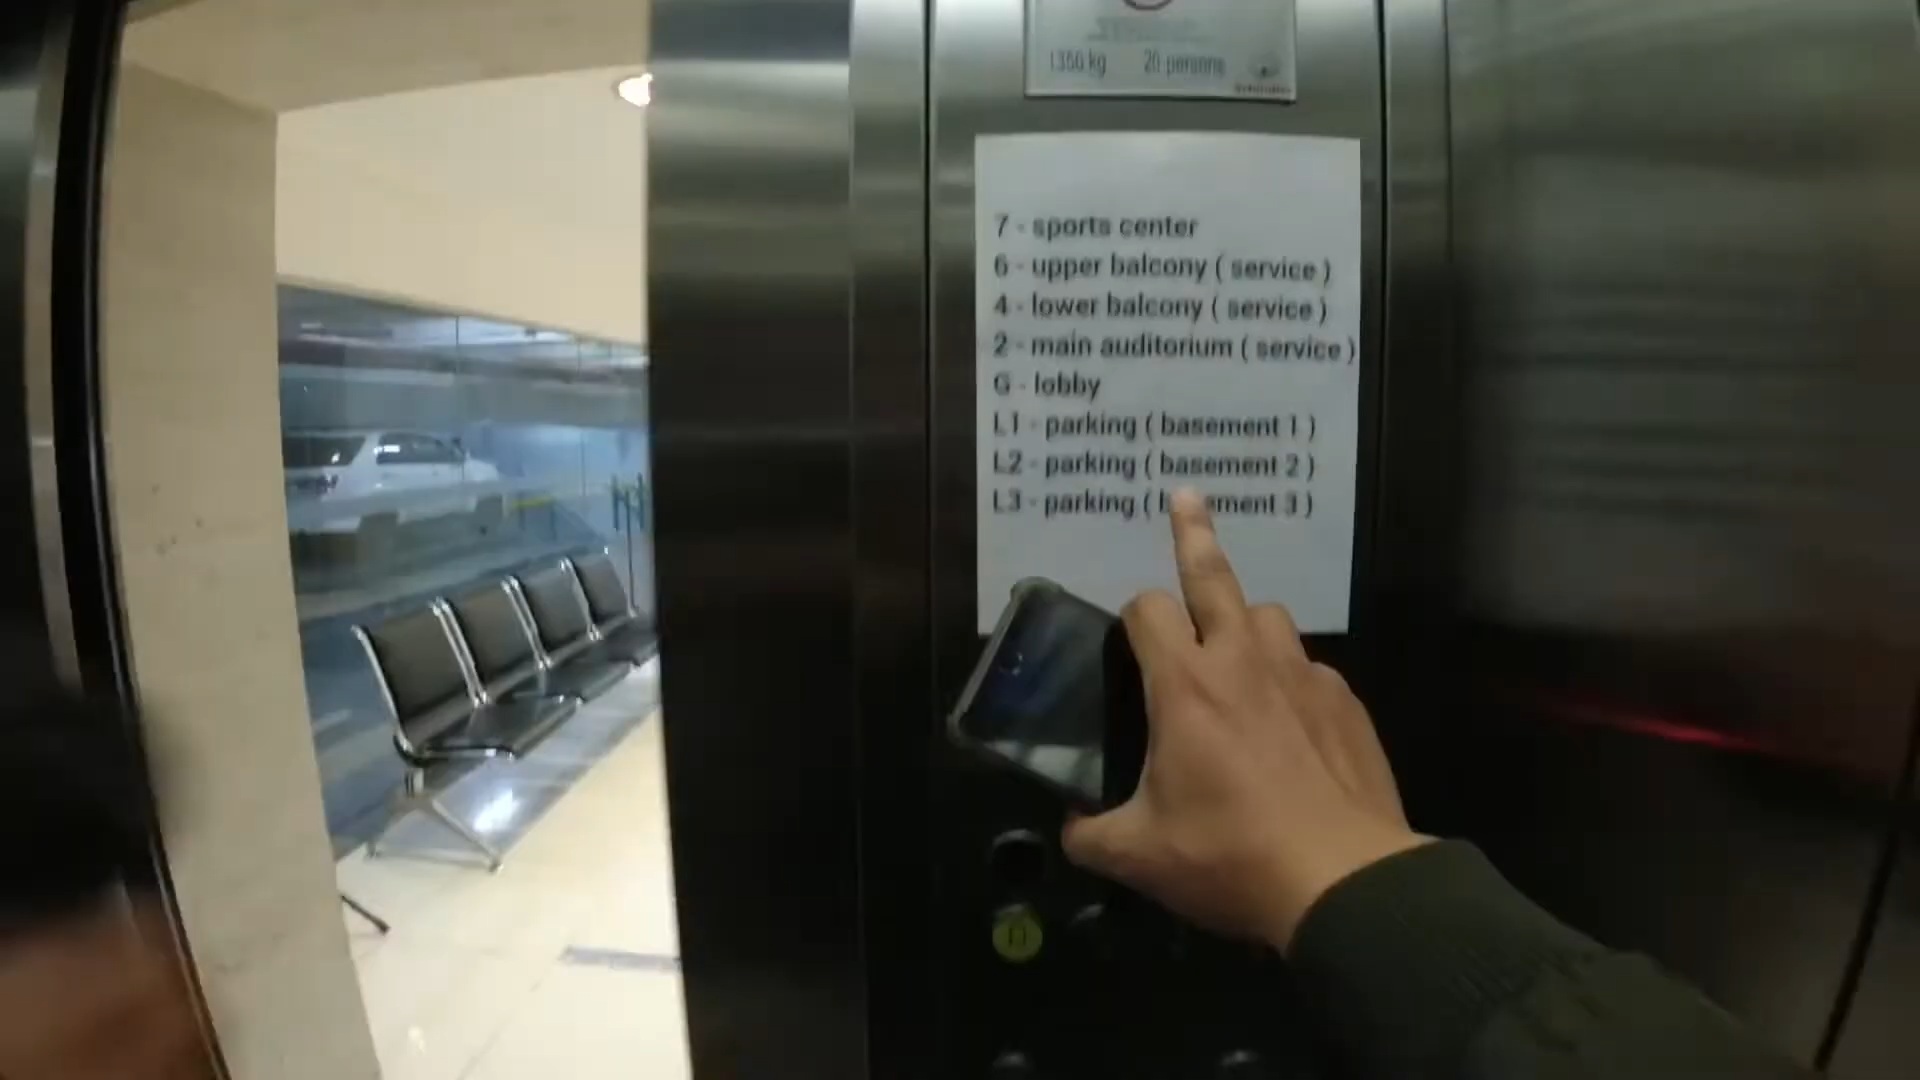 1350 kg 20 persons
7 - sports center
6 - upper balcony ( service )
4 - lower balcony ( service )
2 - main auditorium ( service )
G - lobby
L1 - parking ( basement 1 )
L2 - parking ( basement 2 )
L3 - parking ( basement 3 )